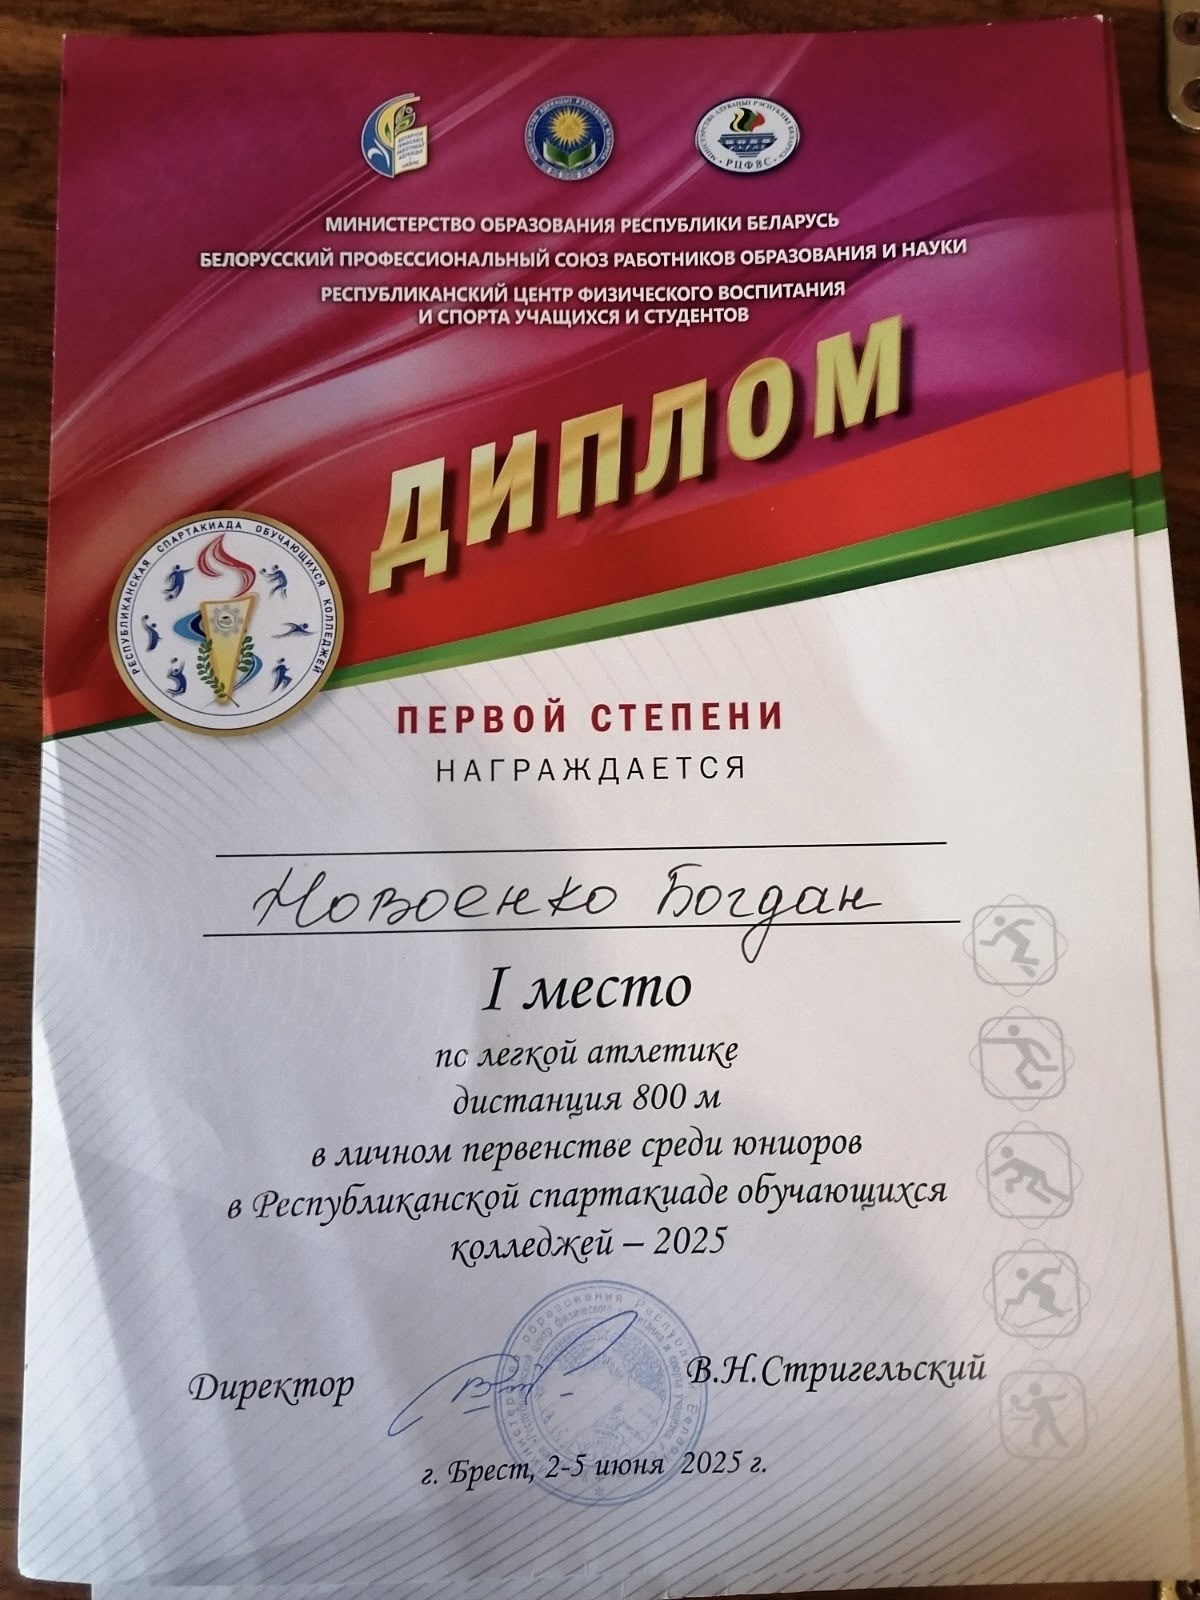 МИНИСТЕРСТВО ОБРАЗОВАНИЯ РЕСПУБЛИКИ БЕЛАРУСЬ
БЕЛОРУССКИЙ ПРОФЕССИОНАЛЬНЫЙ СОЮЗ РАБОТНИКОВ ОБРАЗОВАНИЯ И НАУКИ
РЕСПУБЛИКАНСКИЙ ЦЕНТР ФИЗИЧЕСКОГО ВОСПИТАНИЯ
И СПОРТА УЧАЩИХСЯ И СТУДЕНТОВ
РЦФВС
ДИПЛОМ
РЕСПУБЛИКАНСКАЯ СПАРТАКИАДА ОБУЧАЮЩИХСЯ КОЛЛЕДЖЕЙ
ПЕРВОЙ СТЕПЕНИ
НАГРАЖДАЕТСЯ
Новоенко Богдан
I место
по легкой атлетике
дистанция 800 м
в личном первенстве среди юниоров
в Республиканской спартакиаде обучающихся
колледжей – 2025
Директор
В.Н.Стригельский
г. Брест, 2-5 июня 2025 г.